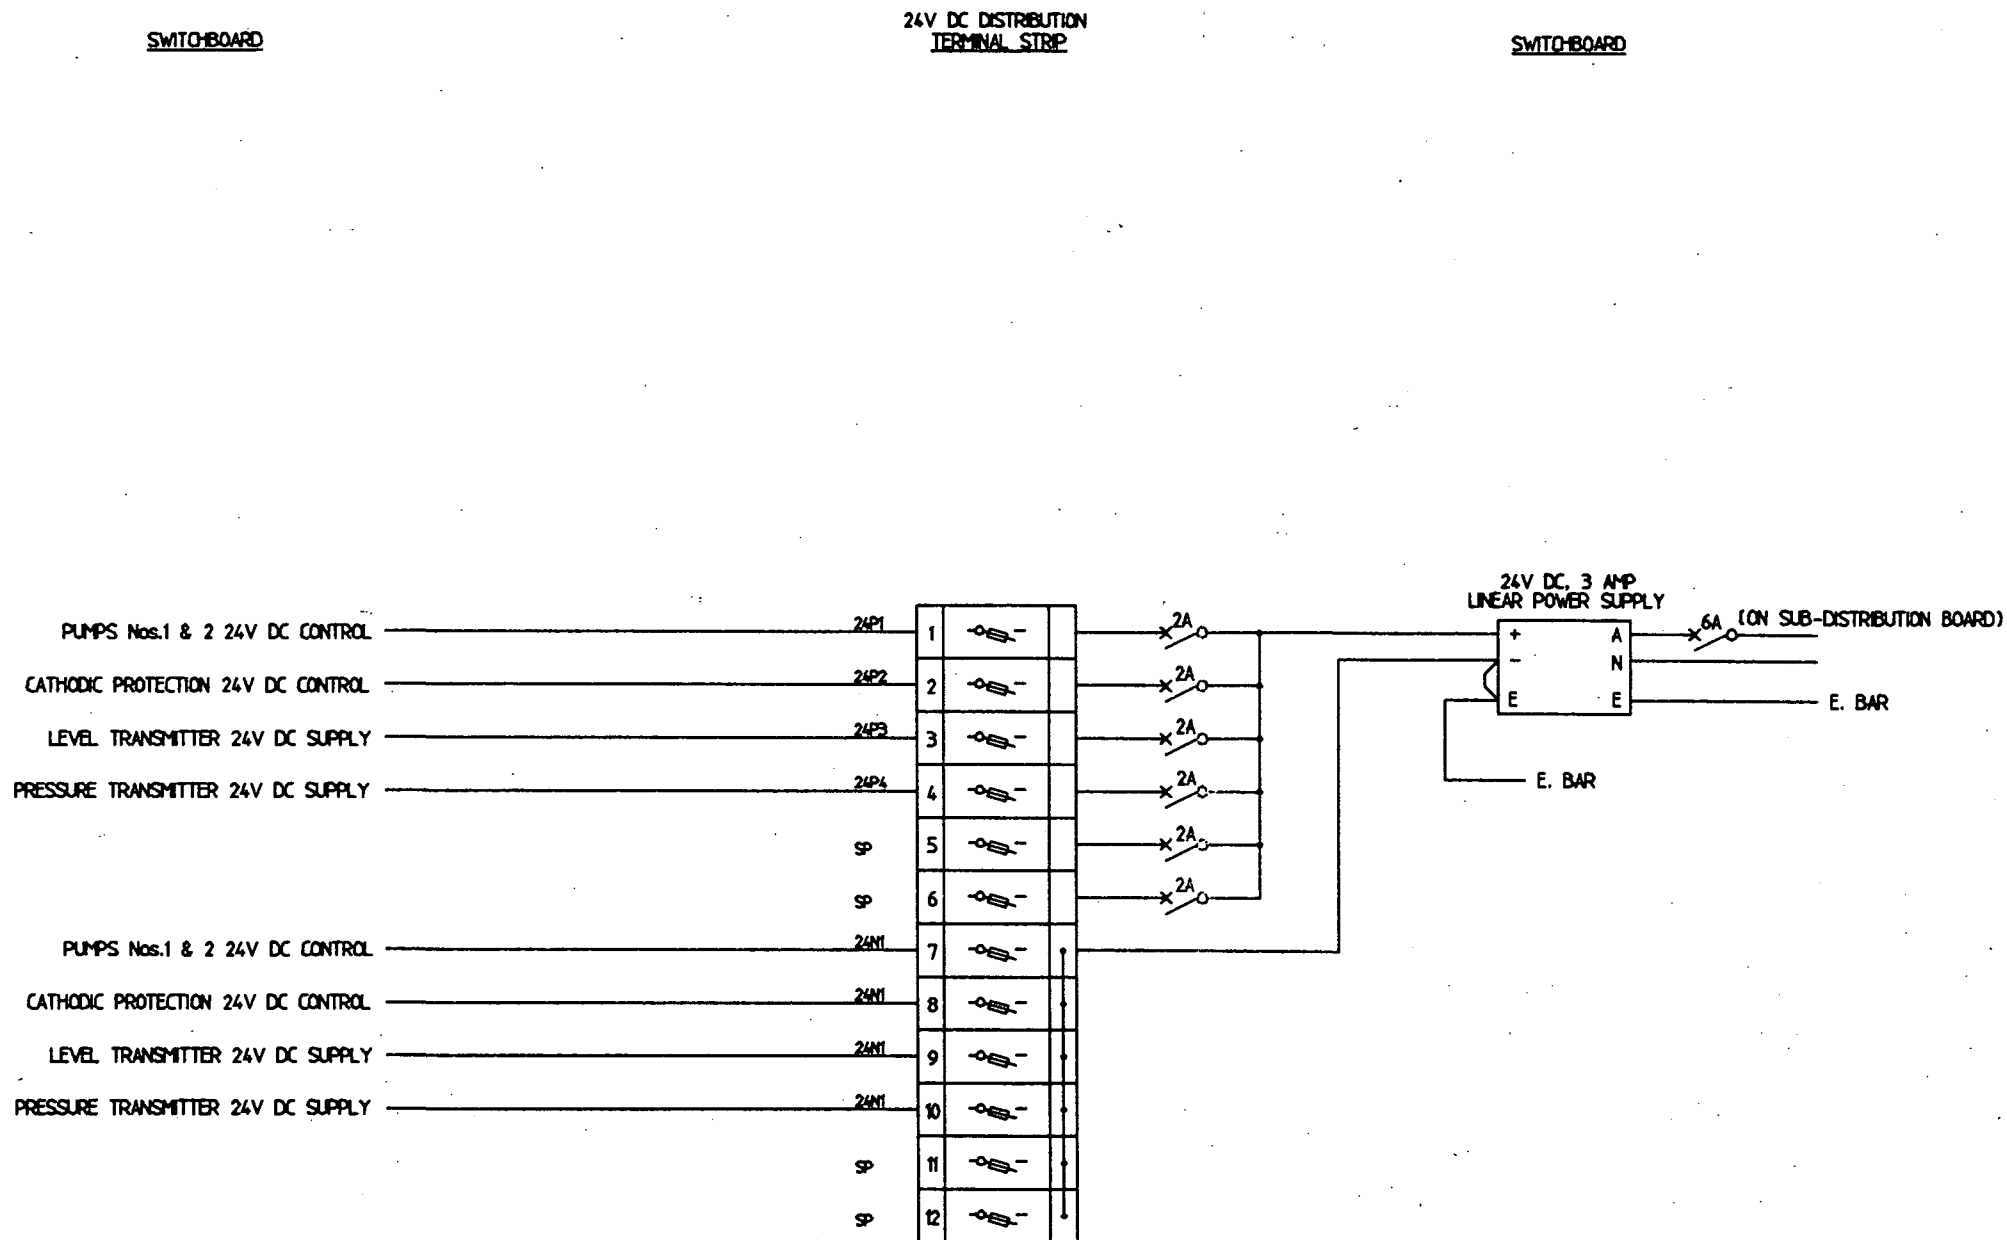 SWITCHBOARD
24V DC DISTRIBUTION
TERMINAL STRIP
SWITCHBOARD
24V DC, 3 AMP
LINEAR POWER SUPPLY
PUMPS Nos.1 & 2 24V DC CONTROL
24P1
1
2A
+
A
6A
(ON SUB-DISTRIBUTION BOARD)
-
N
CATHODIC PROTECTION 24V DC CONTROL
24P2
2
2A
E
E
E. BAR
LEVEL TRANSMITTER 24V DC SUPPLY
24P3
3
2A
PRESSURE TRANSMITTER 24V DC SUPPLY
24P4
4
2A
E. BAR
SP
5
2A
SP
6
2A
PUMPS Nos.1 & 2 24V DC CONTROL
24N1
7
CATHODIC PROTECTION 24V DC CONTROL
24N1
8
LEVEL TRANSMITTER 24V DC SUPPLY
24N1
9
PRESSURE TRANSMITTER 24V DC SUPPLY
24N1
10
SP
11
SP
12